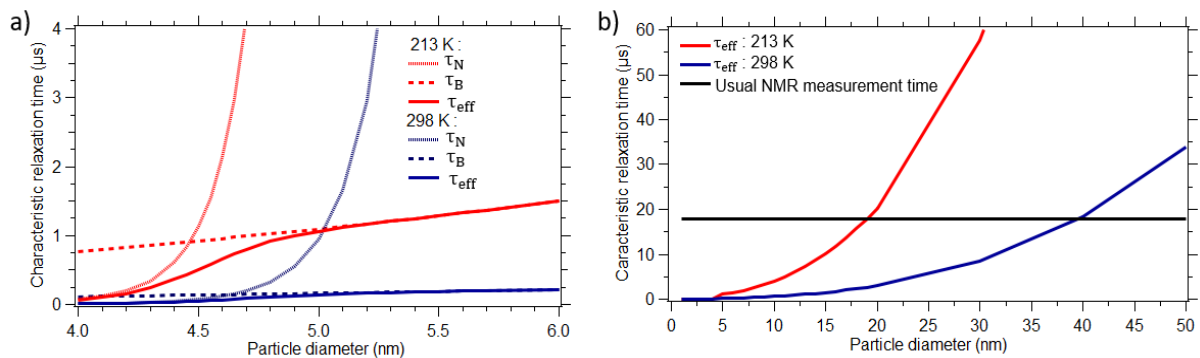 a)
Characteristic relaxation time (µs)
4
3
2
1
0
4.0 4.5 5.0 5.5 6.0
Particle diameter (nm)
213 K :
τN
τB
τeff
298 K :
τN
τB
τeff
b)
Caracteristic relaxation time (µs)
60
50
40
30
20
10
0
0 5 10 15 20 25 30 35 40 45 50
Particle diameter (nm)
τeff : 213 K
τeff : 298 K
Usual NMR measurement time